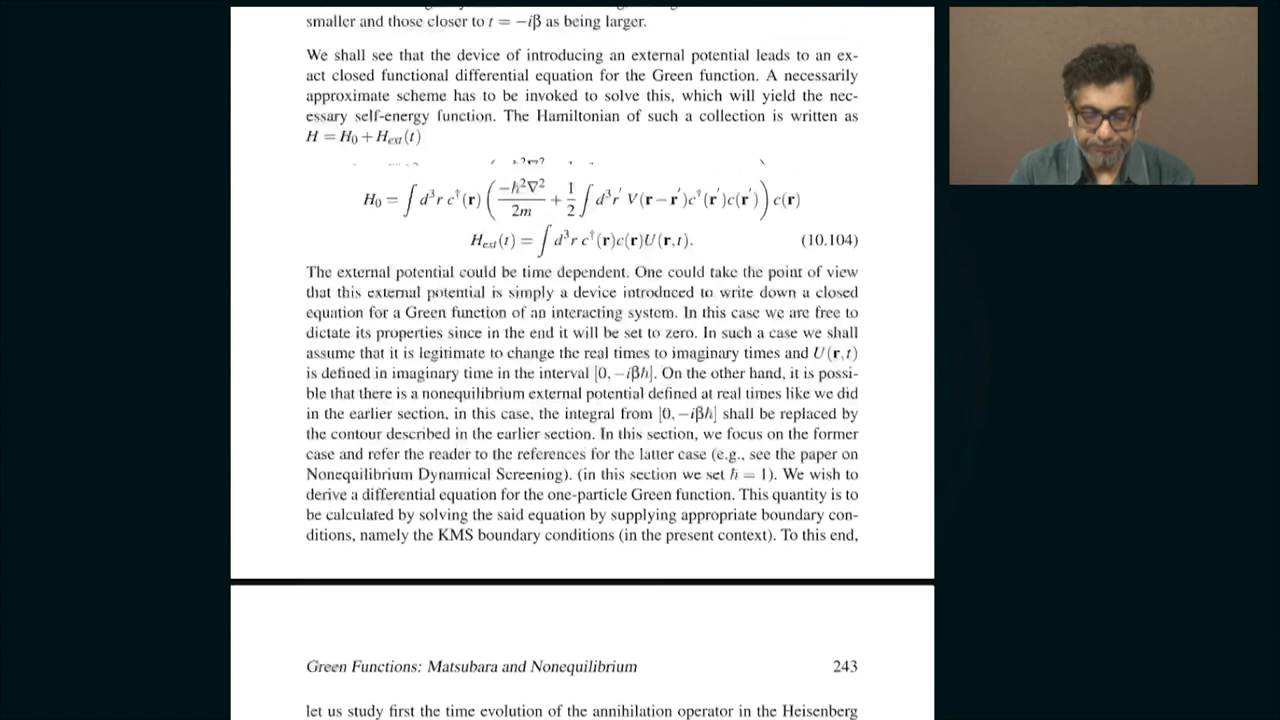 smaller and those closer to t = −iβ as being larger.
We shall see that the device of introducing an external potential leads to an ex-
act closed functional differential equation for the Green function. A necessarily
approximate scheme has to be invoked to solve this, which will yield the nec-
essary self-energy function. The Hamiltonian of such a collection is written as
H = H₀ + Hₑₓₜ(t)
H₀ = ∫ d³r c†(r) ( −ℏ²∇²/2m + 1/2 ∫ d³r′ V(r−r′)c†(r′)c(r′) ) c(r)
Hₑₓₜ(t) = ∫ d³r c†(r)c(r)U(r,t). (10.104)
The external potential could be time dependent. One could take the point of view
that this external potential is simply a device introduced to write down a closed
equation for a Green function of an interacting system. In this case we are free to
dictate its properties since in the end it will be set to zero. In such a case we shall
assume that it is legitimate to change the real times to imaginary times and U(r,t)
is defined in imaginary time in the interval [0,−iβℏ]. On the other hand, it is possi-
ble that there is a nonequilibrium external potential defined at real times like we did
in the earlier section, in this case, the integral from [0,−iβℏ] shall be replaced by
the contour described in the earlier section. In this section, we focus on the former
case and refer the reader to the references for the latter case (e.g., see the paper on
Nonequilibrium Dynamical Screening). (in this section we set ℏ = 1). We wish to
derive a differential equation for the one-particle Green function. This quantity is to
be calculated by solving the said equation by supplying appropriate boundary con-
ditions, namely the KMS boundary conditions (in the present context). To this end,
Green Functions: Matsubara and Nonequilibrium 243
let us study first the time evolution of the annihilation operator in the Heisenberg